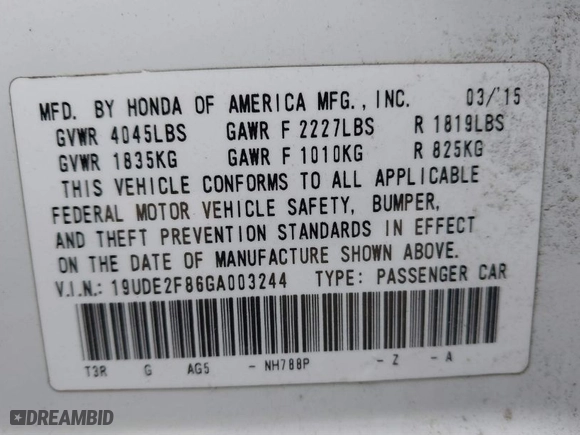 MFD. BY HONDA OF AMERICA MFG., INC. 03/'15
GVWR 4045LBS GAWR F 2227LBS R 1819LBS
GVWR 1835KG GAWR F 1010KG R 825KG
THIS VEHICLE CONFORMS TO ALL APPLICABLE
FEDERAL MOTOR VEHICLE SAFETY, BUMPER,
AND THEFT PREVENTION STANDARDS IN EFFECT
ON THE DATE OF MANUFACTURE SHOWN ABOVE.
V.I.N.: 19UDE2F86GA003244 TYPE: PASSENGER CAR
T3R G AG5 - NH788P - Z - A
DREAMBID